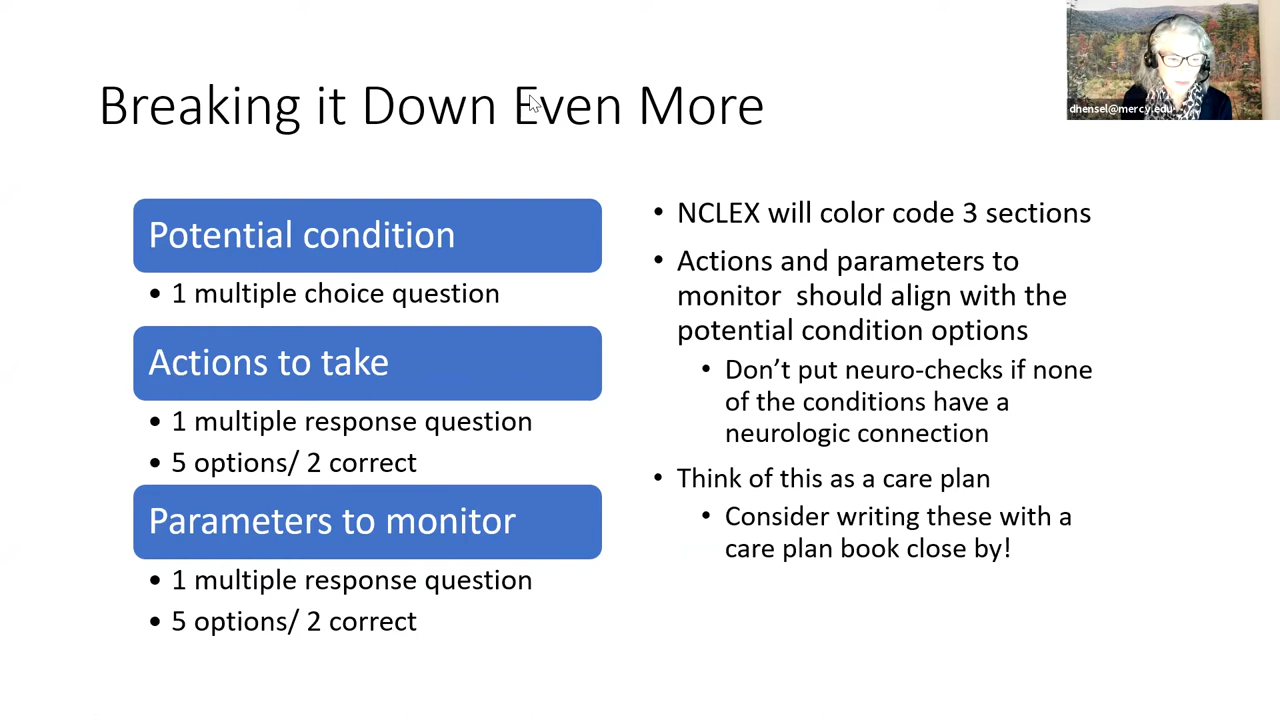 Breaking it Down Even More
dhensel@mercy.edu
Potential condition
• 1 multiple choice question
Actions to take
• 1 multiple response question
• 5 options/ 2 correct
Parameters to monitor
• 1 multiple response question
• 5 options/ 2 correct
• NCLEX will color code 3 sections
• Actions and parameters to
monitor  should align with the
potential condition options
• Don’t put neuro-checks if none
of the conditions have a
neurologic connection
• Think of this as a care plan
• Consider writing these with a
care plan book close by!